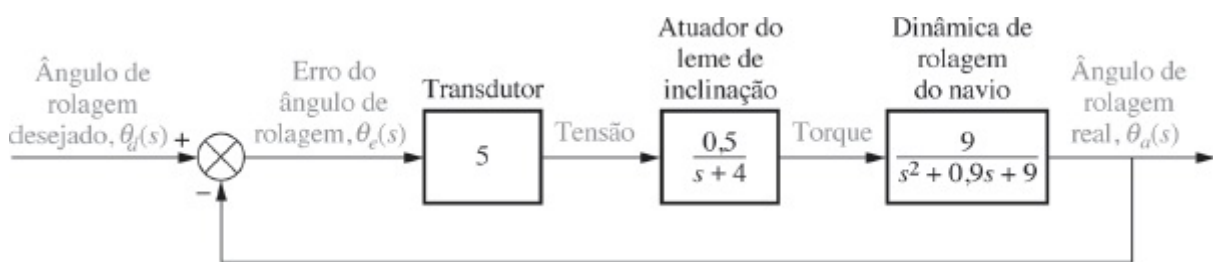 Ângulo de
rolagem
desejado, θd(s)
+
−
Erro do
ângulo de
rolagem, θe(s)
Transdutor
5
Tensão
Atuador do
leme de
inclinação
0,5
s + 4
Torque
Dinâmica de
rolagem
do navio
9
s² + 0,9s + 9
Ângulo de
rolagem
real, θa(s)